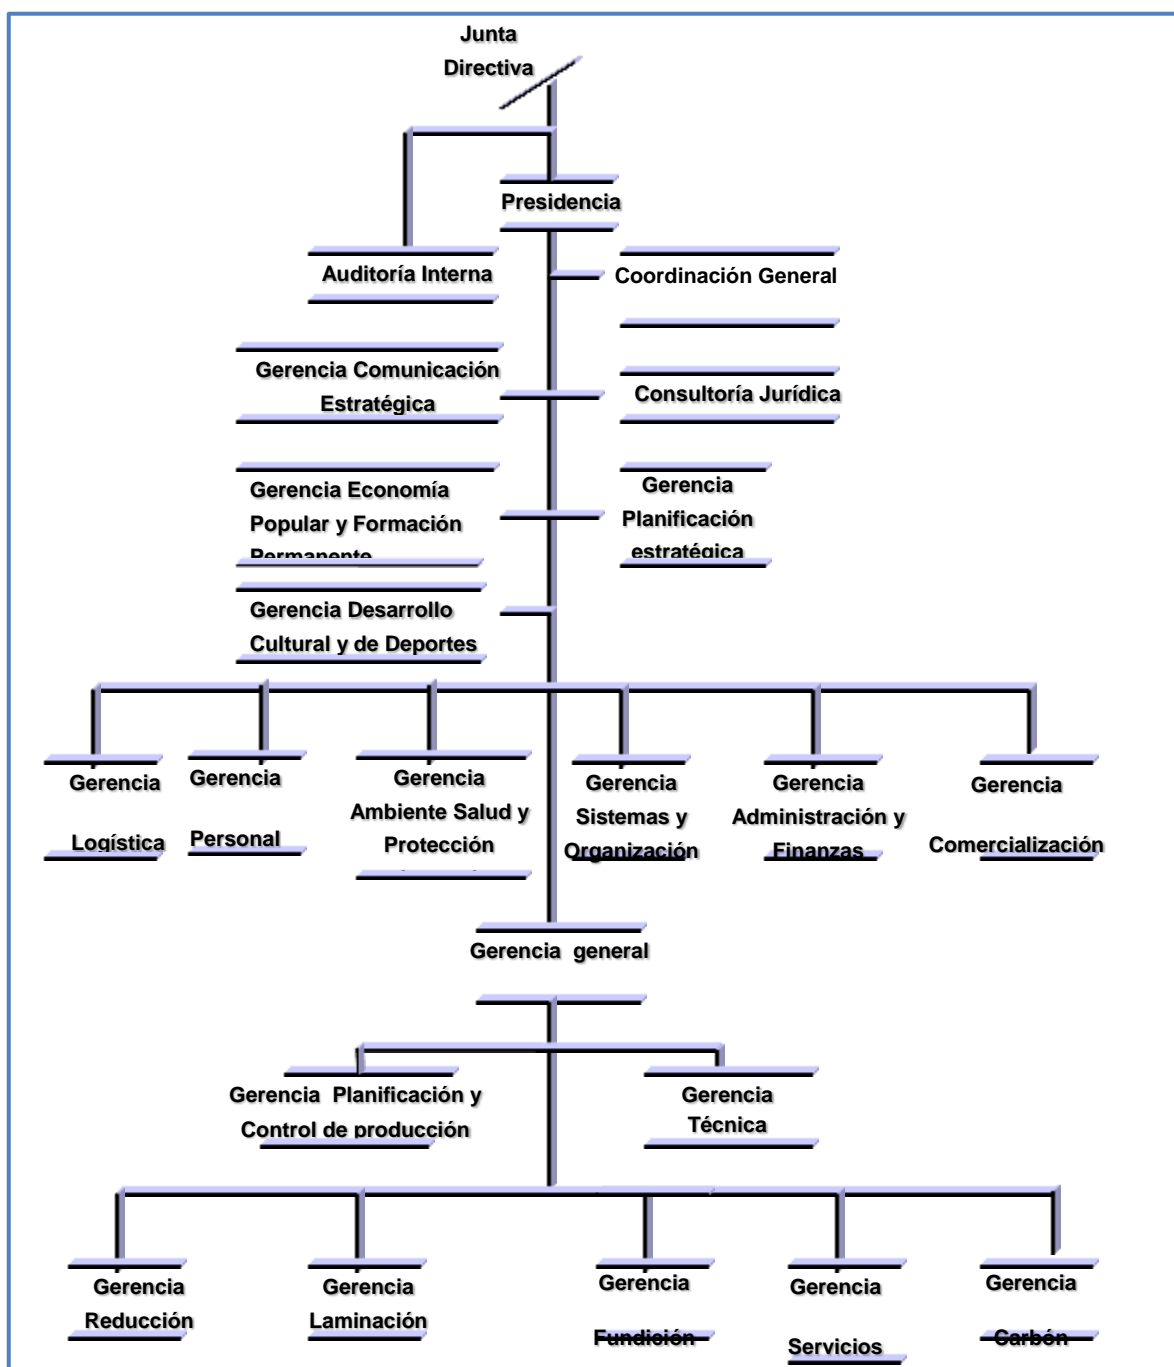 Junta
Directiva
Presidencia
Auditoría Interna
Coordinación General
Gerencia Comunicación
Estratégica
Consultoría Jurídica
Gerencia Economía
Popular y Formación
Permanente
Gerencia
Planificación
estratégica
Gerencia Desarrollo
Cultural y de Deportes
Gerencia
Logística
Gerencia
Personal
Gerencia
Ambiente Salud y
Protección
Gerencia
Sistemas y
Organización
Gerencia
Administración y
Finanzas
Gerencia
Comercialización
Gerencia general
Gerencia Planificación y
Control de producción
Gerencia
Técnica
Gerencia
Reducción
Gerencia
Laminación
Gerencia
Fundición
Gerencia
Servicios
Gerencia
Carbón